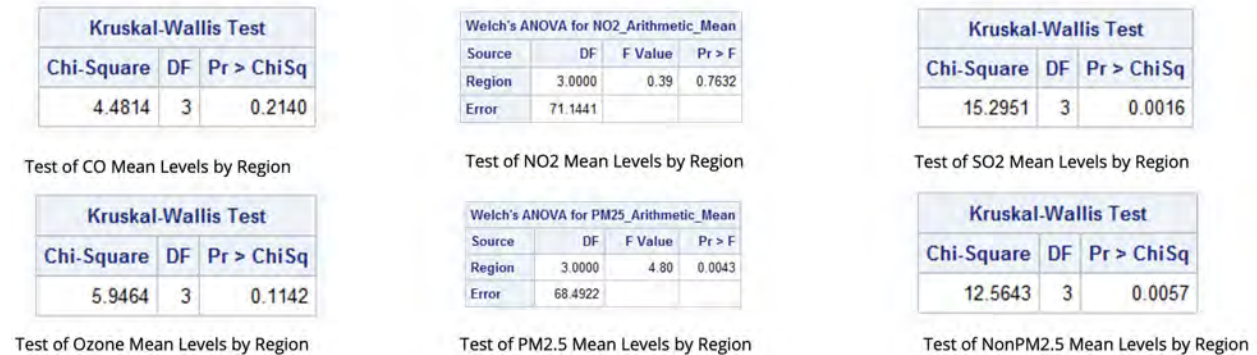 Kruskal-Wallis Test
Chi-Square DF Pr > ChiSq
4.4814 3 0.2140
Test of CO Mean Levels by Region
Welch's ANOVA for NO2_Arithmetic_Mean
Source DF F Value Pr > F
Region 3.0000 0.39 0.7632
Error 71.1441
Test of NO2 Mean Levels by Region
Kruskal-Wallis Test
Chi-Square DF Pr > ChiSq
15.2951 3 0.0016
Test of SO2 Mean Levels by Region
Kruskal-Wallis Test
Chi-Square DF Pr > ChiSq
5.9464 3 0.1142
Test of Ozone Mean Levels by Region
Welch's ANOVA for PM25_Arithmetic_Mean
Source DF F Value Pr > F
Region 3.0000 4.80 0.0043
Error 68.4922
Test of PM2.5 Mean Levels by Region
Kruskal-Wallis Test
Chi-Square DF Pr > ChiSq
12.5643 3 0.0057
Test of NonPM2.5 Mean Levels by Region